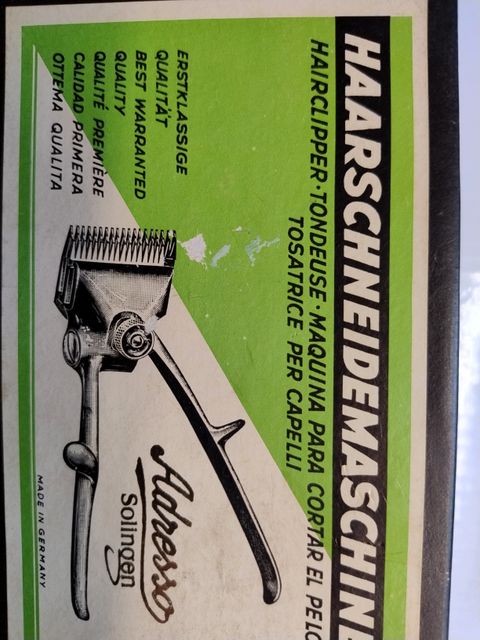 HAARSCHNEIDEMASCHINE
HAIRCLIPPER · TONDEUSE · MAQUINA PARA CORTAR EL PELO
TOSATRICE PER CAPELLI
ERSTKLASSIGE
QUALITÄT
BEST WARRANTED
QUALITY
QUALITÉ PREMIÈRE
CALIDAD PRIMERA
OTTEMA QUALITA
Adresso
Solingen
MADE IN GERMANY